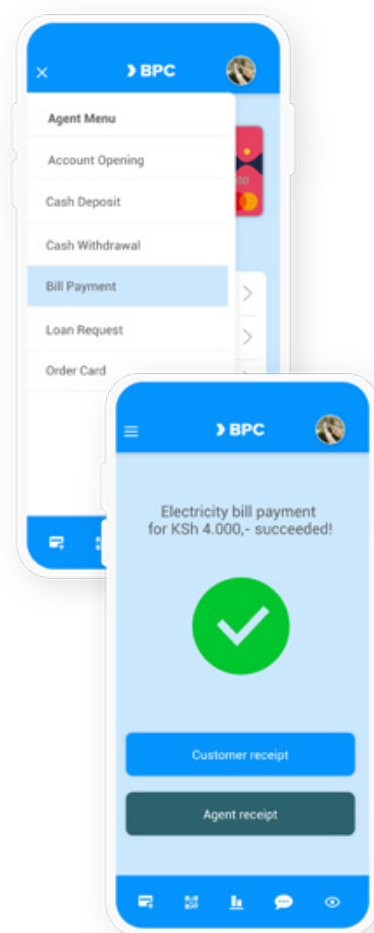 BPC
Agent Menu
Account Opening
Cash Deposit
Cash Withdrawal
Bill Payment
Loan Request
Order Card
00
BPC
Electricity bill payment
for KSh 4.000,- succeeded!
Customer receipt
Agent receipt